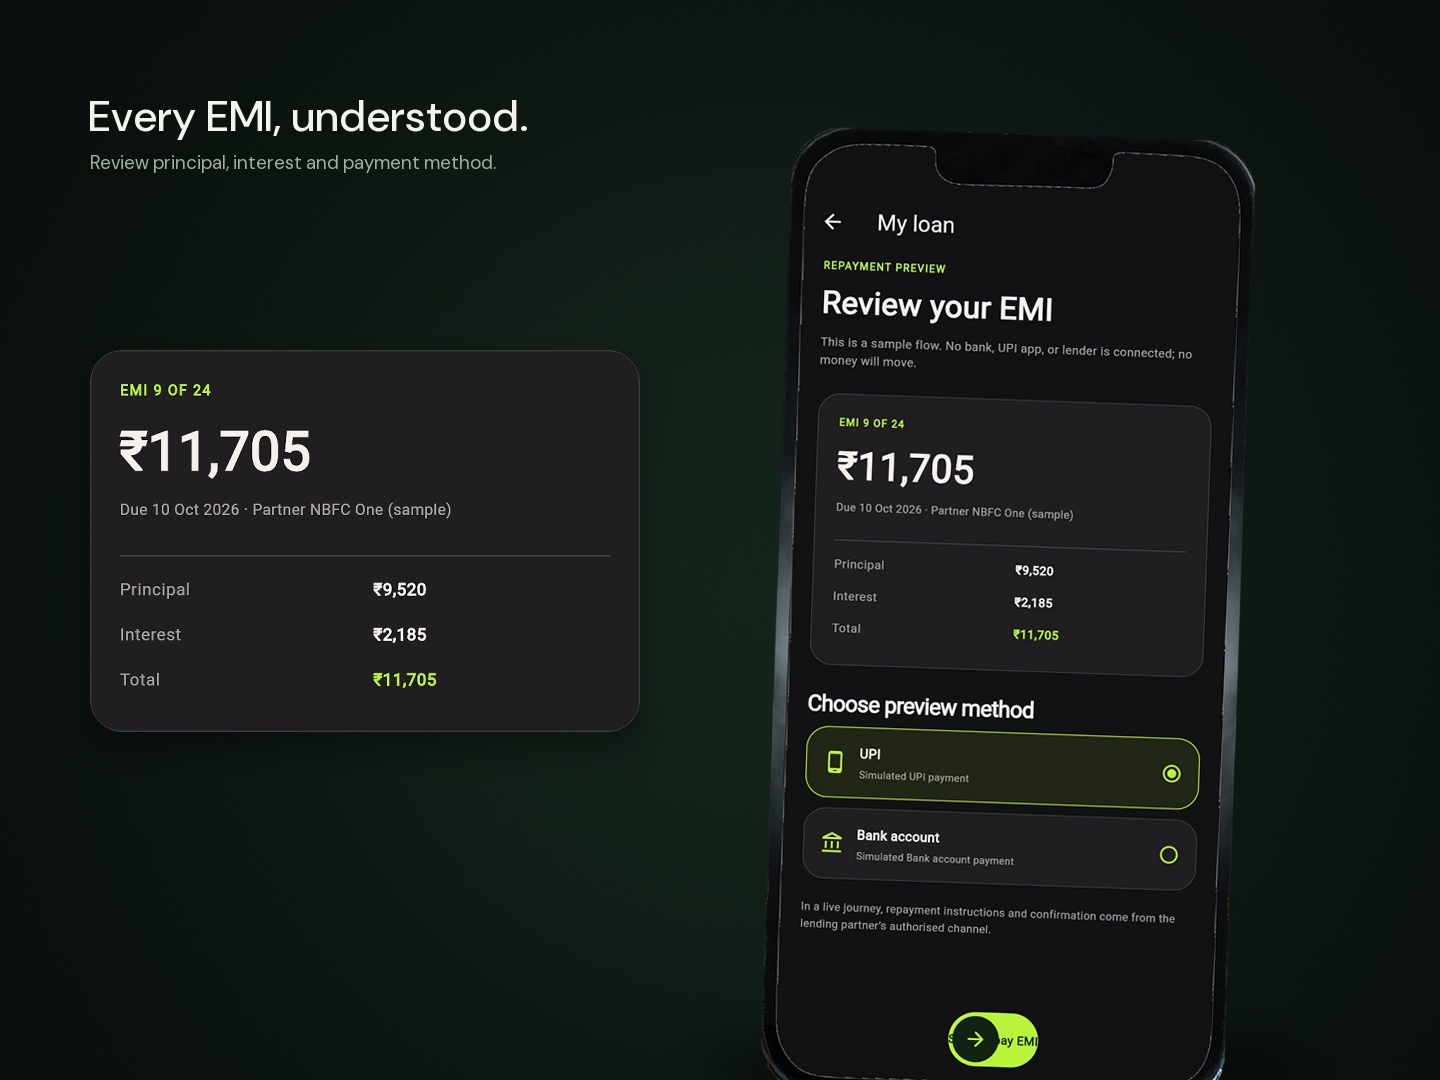 Every EMI, understood.
Review principal, interest and payment method.
EMI 9 OF 24
₹11,705
Due 10 Oct 2026 · Partner NBFC One (sample)
Principal ₹9,520
Interest ₹2,185
Total ₹11,705
My loan
REPAYMENT PREVIEW
Review your EMI
This is a sample flow. No bank, UPI app, or lender is connected; no
money will move.
EMI 9 OF 24
₹11,705
Due 10 Oct 2026 · Partner NBFC One (sample)
Principal ₹9,520
Interest ₹2,185
Total ₹11,705
Choose preview method
UPI
Simulated UPI payment
Bank account
Simulated Bank account payment
In a live journey, repayment instructions and confirmation come from the
lending partner's authorised channel.
EMI